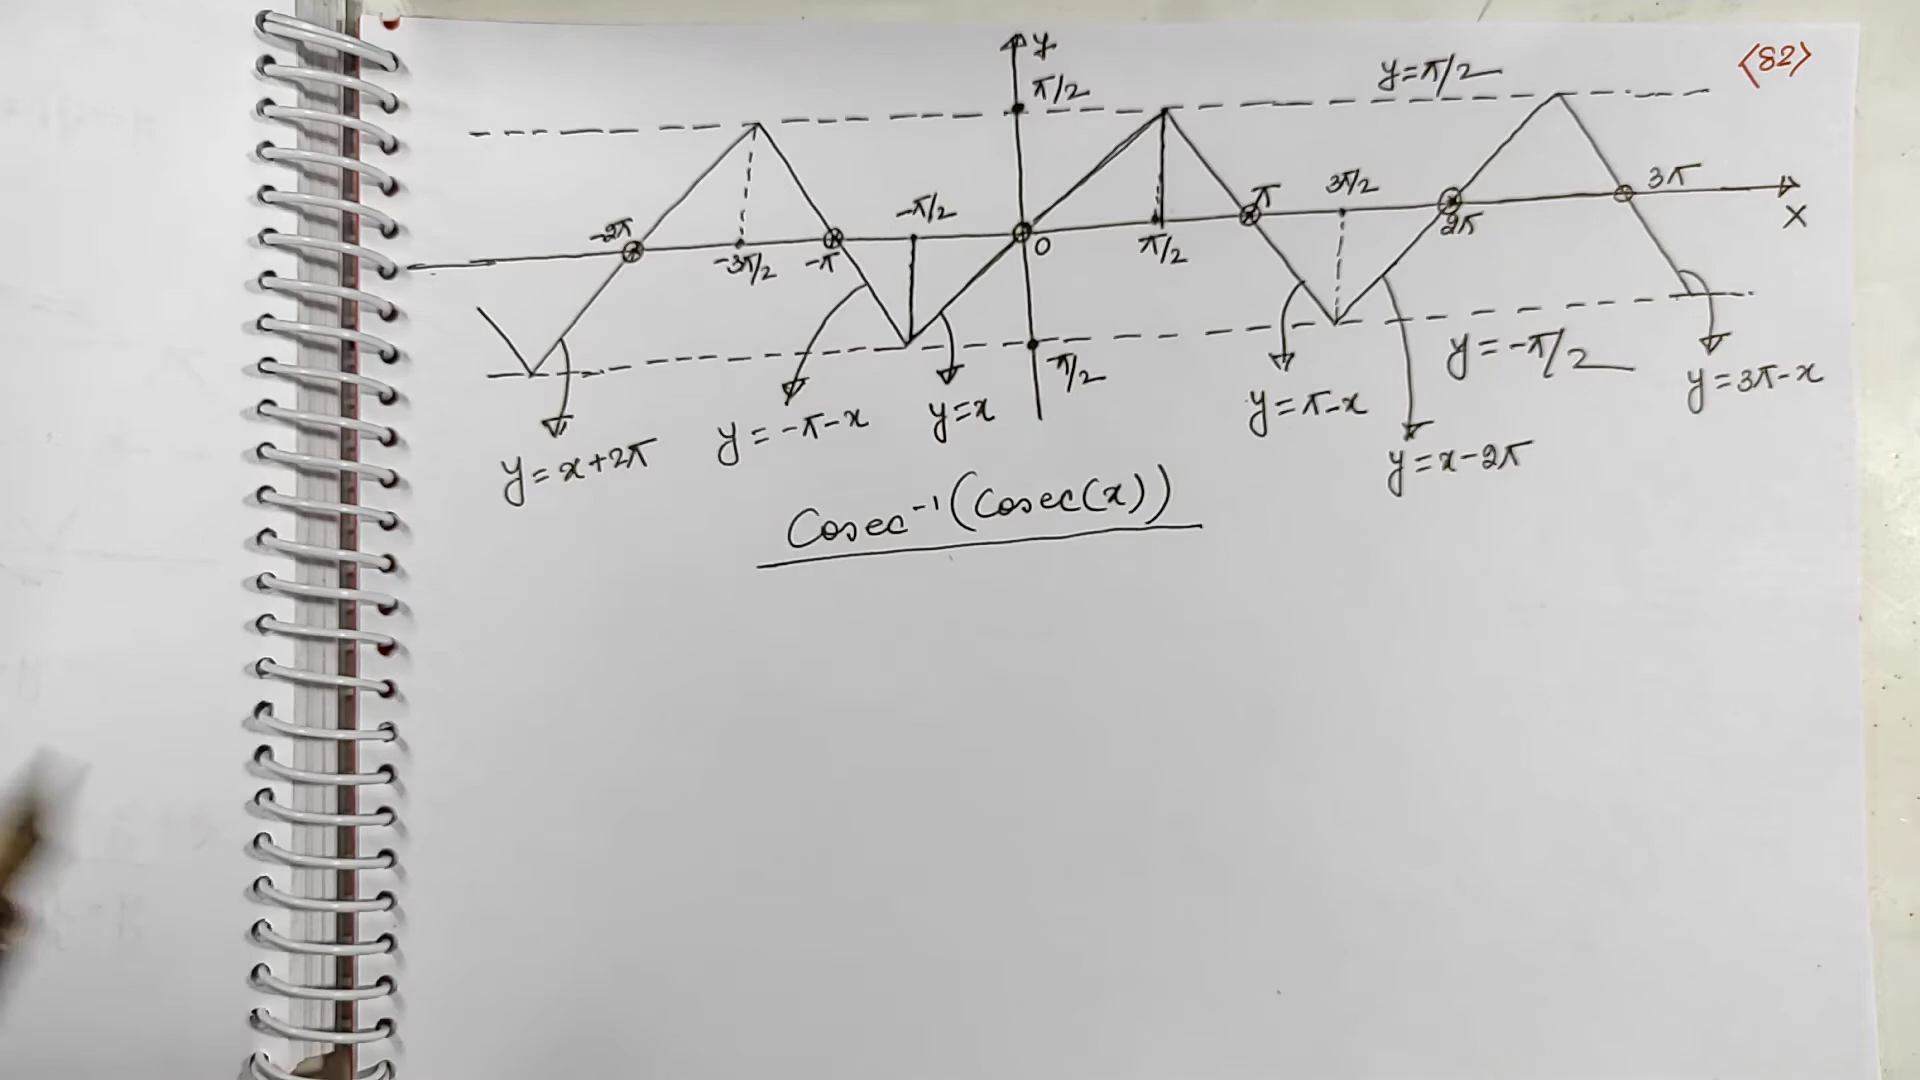 <82>
y
π/2
y=π/2
-2π
-3π/2
-π
-π/2
0
π/2
π
3π/2
2π
3π
X
π/2
y=-π/2
y=x+2π
y=-π-x
y=x
y=π-x
y=x-2π
y=3π-x
Cosec⁻¹(Cosec(x))